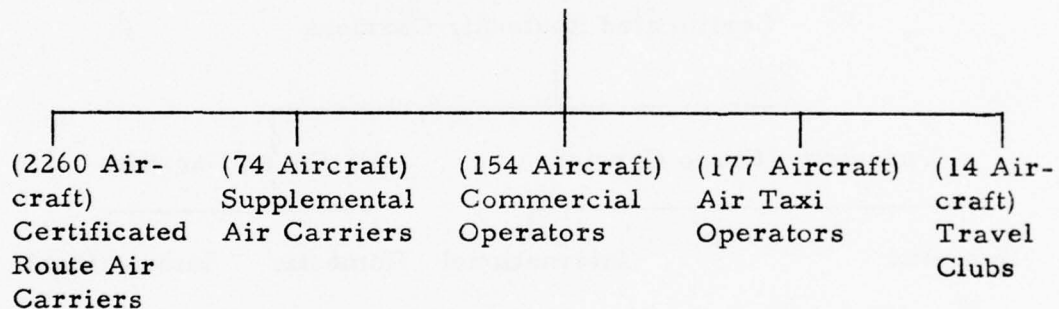 (2260 Air-
craft)
Certificated
Route Air
Carriers
(74 Aircraft)
Supplemental
Air Carriers
(154 Aircraft)
Commercial
Operators
(177 Aircraft)
Air Taxi
Operators
(14 Air-
craft)
Travel
Clubs